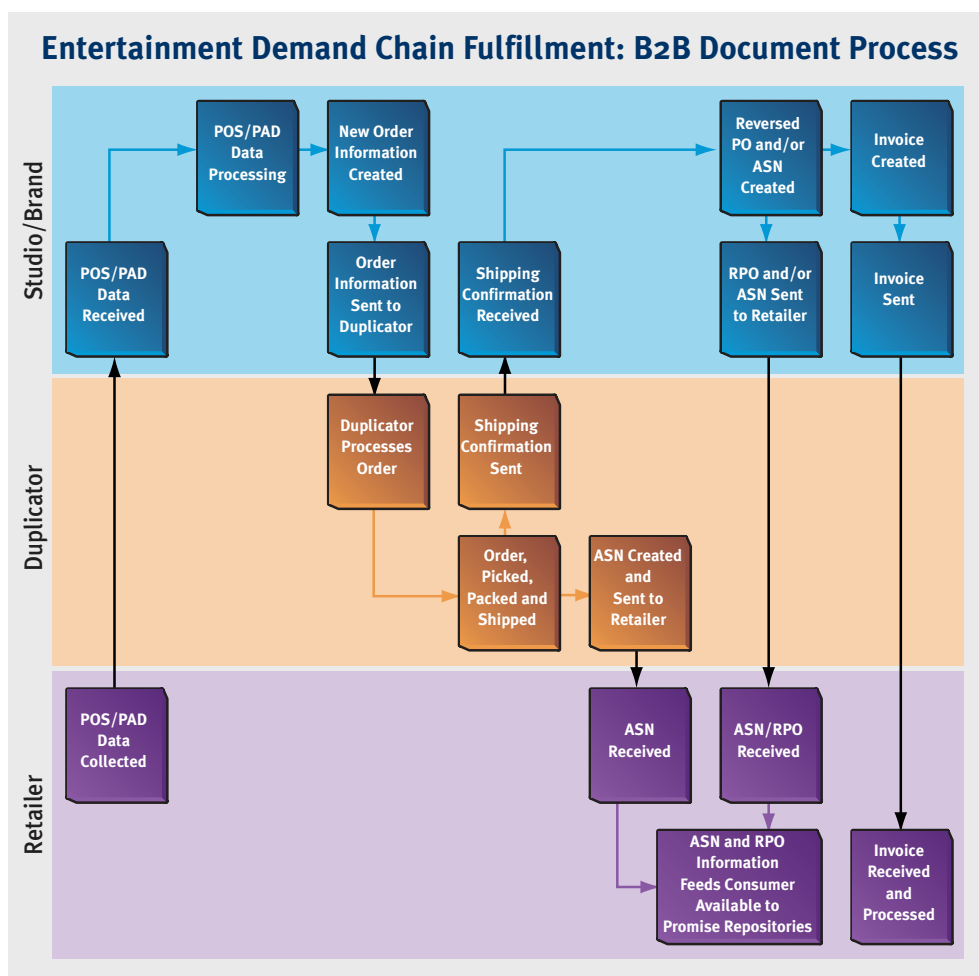 Entertainment Demand Chain Fulfillment: B2B Document Process
Studio/Brand
POS/PAD
Data
Processing
New Order
Information
Created
Reversed
PO and/or
ASN
Created
Invoice
Created
POS/PAD
Data
Received
Order
Information
Sent to
Duplicator
Shipping
Confirmation
Received
RPO and/or
ASN Sent
to Retailer
Invoice
Sent
Duplicator
Duplicator
Processes
Order
Shipping
Confirmation
Sent
Order,
Picked,
Packed and
Shipped
ASN Created
and
Sent to
Retailer
Retailer
POS/PAD
Data
Collected
ASN
Received
ASN/RPO
Received
ASN and RPO
Information
Feeds Consumer
Available to
Promise Repositories
Invoice
Received
and
Processed